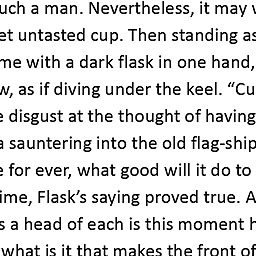 uch a man. Nevertheless, it may
et untasted cup. Then standing as
me with a dark flask in one hand,
w, as if diving under the keel. “Cu
e disgust at the thought of having
a sauntering into the old flag-ship
e for ever, what good will it do to
ime, Flask’s saying proved true. A
s a head of each is this moment h
what is it that makes the front of